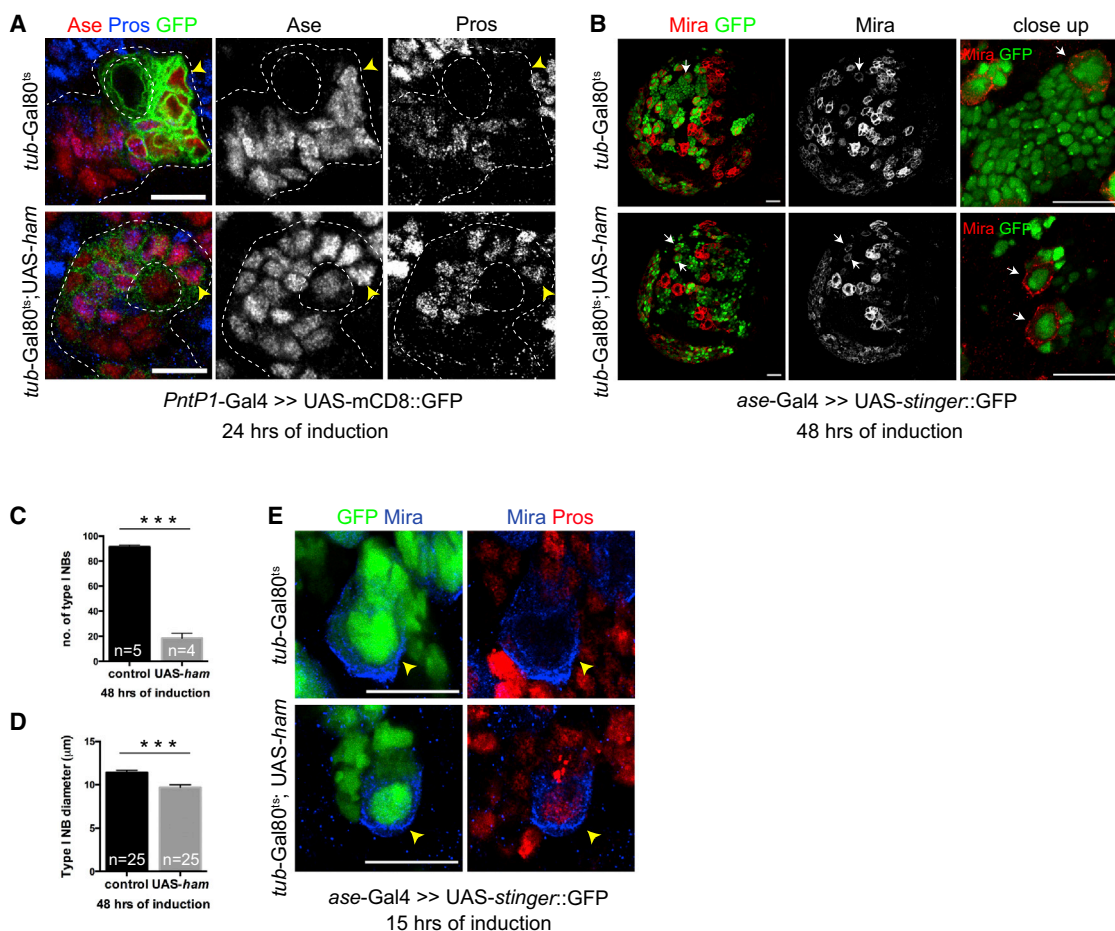 A
Ase Pros GFP
Ase
Pros
tub-Gal80ts
tub-Gal80ts;UAS-ham
PntP1-Gal4 >> UAS-mCD8::GFP
24 hrs of induction
B
Mira GFP
Mira
close up
Mira GFP
tub-Gal80ts
tub-Gal80ts;UAS-ham
Mira GFP
ase-Gal4 >> UAS-stinger::GFP
48 hrs of induction
C
***
no. of type I NBs
100
80
60
40
20
0
n=5
n=4
control UAS-ham
48 hrs of induction
D
***
Type I NB diameter (μm)
15
10
5
0
n=25
n=25
control UAS-ham
48 hrs of induction
E
GFP Mira
Mira Pros
tub-Gal80ts
tub-Gal80ts; UAS-ham
ase-Gal4 >> UAS-stinger::GFP
15 hrs of induction